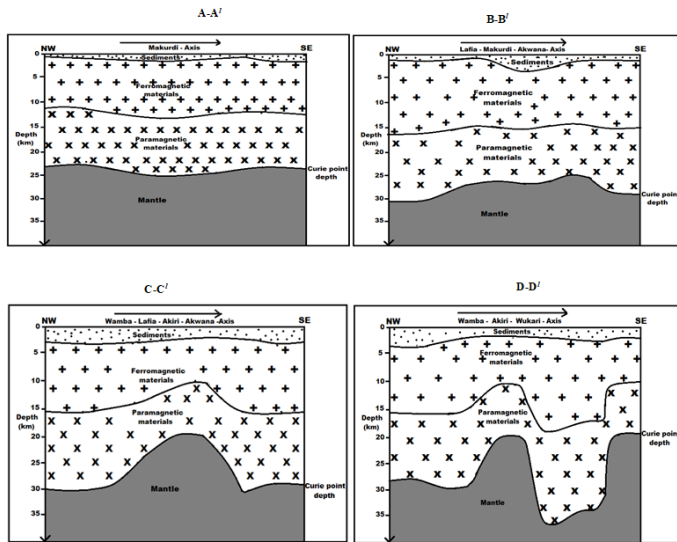 A-A'
NW
SE
Makurdi - Axis
Sediments
0
5
10
15
20
25
30
35
Depth
(km)
Ferromagnetic
materials
Paramagnetic
materials
Mantle
Curie point
depth
B-B'
NW
SE
Lafia - Makurdi - Akwana- Axis
Sediments
0
5
10
15
20
25
30
35
Depth
(km)
Ferromagnetic
materials
Paramagnetic
materials
Mantle
Curie point
depth
C-C'
NW
SE
Wamba - Lafia - Akiri - Akwana -Axis
Sediments
0
5
10
15
20
25
30
35
Depth
(km)
Ferromagnetic
materials
Paramagnetic
materials
Mantle
Curie point
depth
D-D'
NW
SE
Wamba - Akiri - Wukari - Axis
Sediments
0
5
10
15
20
25
30
35
Depth
(km)
Ferromagnetic
materials
Paramagnetic
materials
Mantle
Curie point
depth